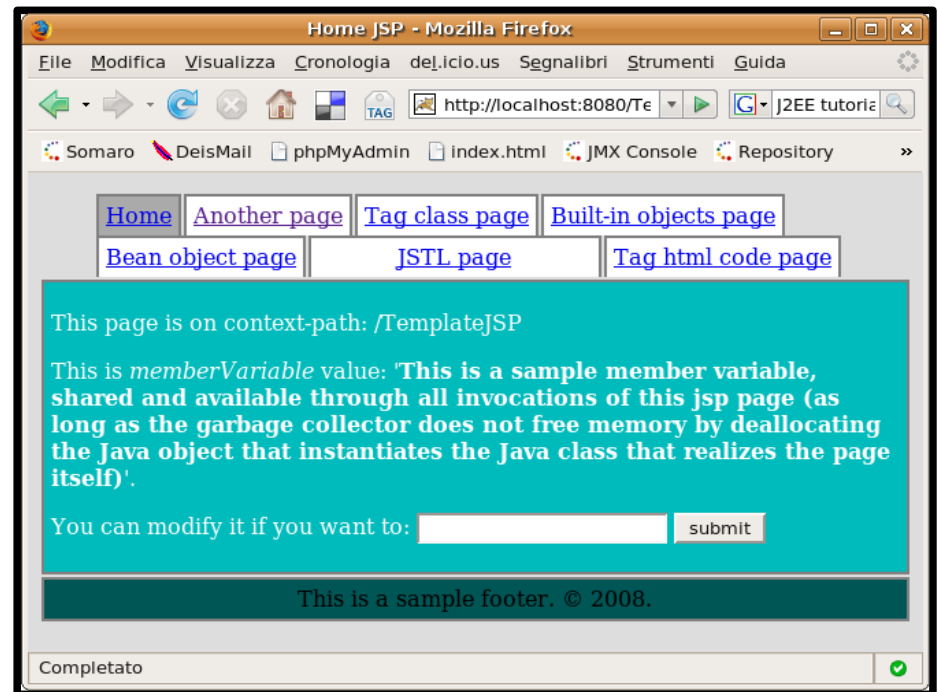 Home JSP - Mozilla Firefox
File Modifica Visualizza Cronologia del.icio.us Segnalibri Strumenti Guida
TAG http://localhost:8080/Te G J2EE tutoria
Somaro DeisMail phpMyAdmin index.html JMX Console Repository »
Home Another page Tag class page Built-in objects page
Bean object page JSTL page Tag html code page
This page is on context-path: /TemplateJSP
This is memberVariable value: 'This is a sample member variable,
shared and available through all invocations of this jsp page (as
long as the garbage collector does not free memory by deallocating
the Java object that instantiates the Java class that realizes the page
itself)'.
You can modify it if you want to: submit
This is a sample footer. © 2008.
Completato